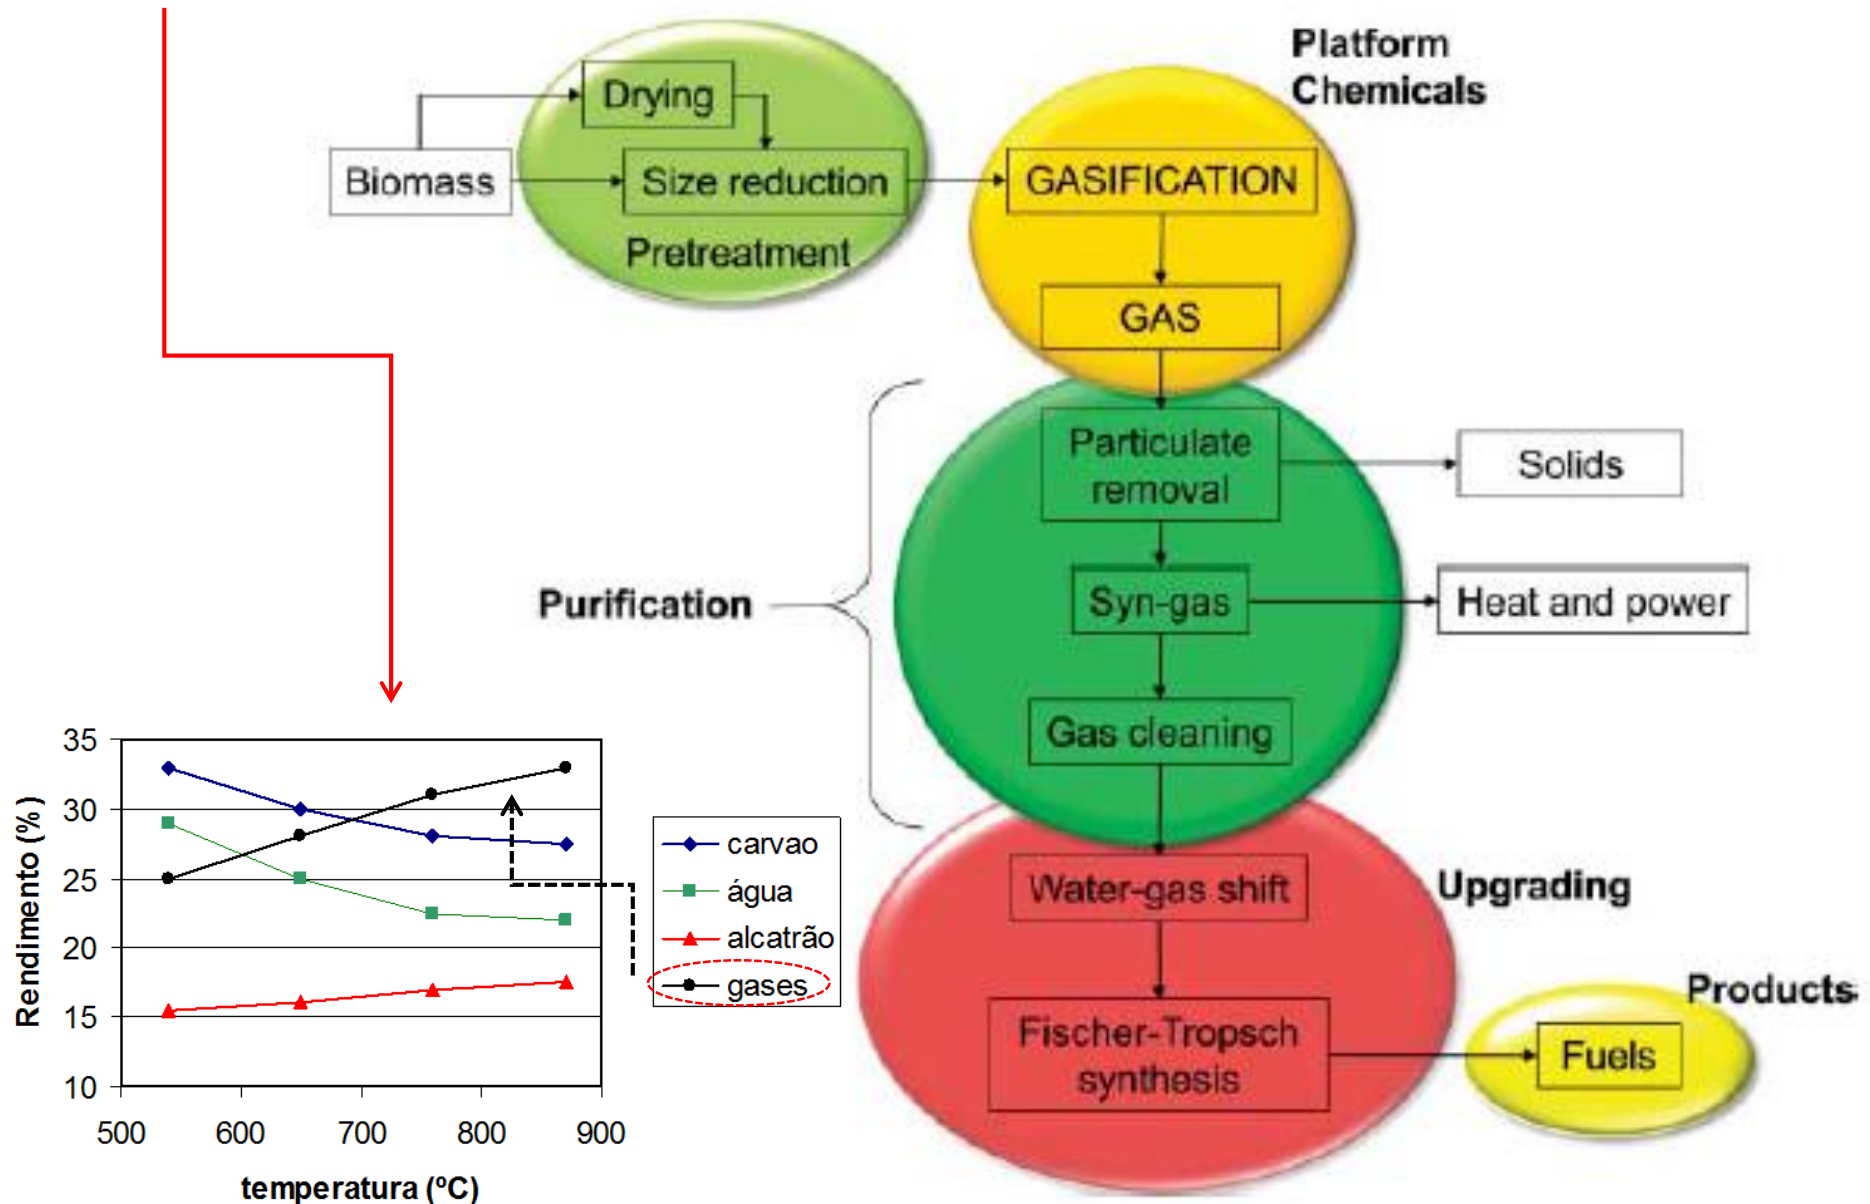 Platform
Chemicals
Drying
Biomass
Size reduction
GASIFICATION
Pretreatment
GAS
Particulate
removal
Solids
Purification
Syn-gas
Heat and power
Gas cleaning
Water-gas shift
Upgrading
Products
Fischer-Tropsch
synthesis
Fuels
Rendimento (%)
35
30
25
20
15
10
500 600 700 800 900
temperatura (ºC)
carvao
água
alcatrão
gases